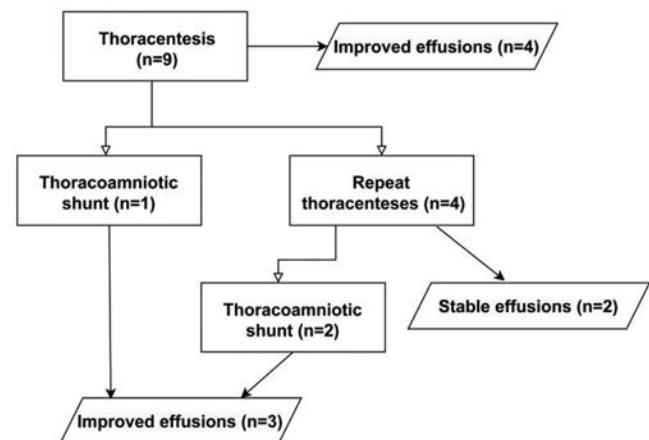 Thoracentesis
(n=9)
Improved effusions (n=4)
Thoracoamniotic
shunt (n=1)
Repeat
thoracenteses (n=4)
Thoracoamniotic
shunt (n=2)
Stable effusions (n=2)
Improved effusions (n=3)